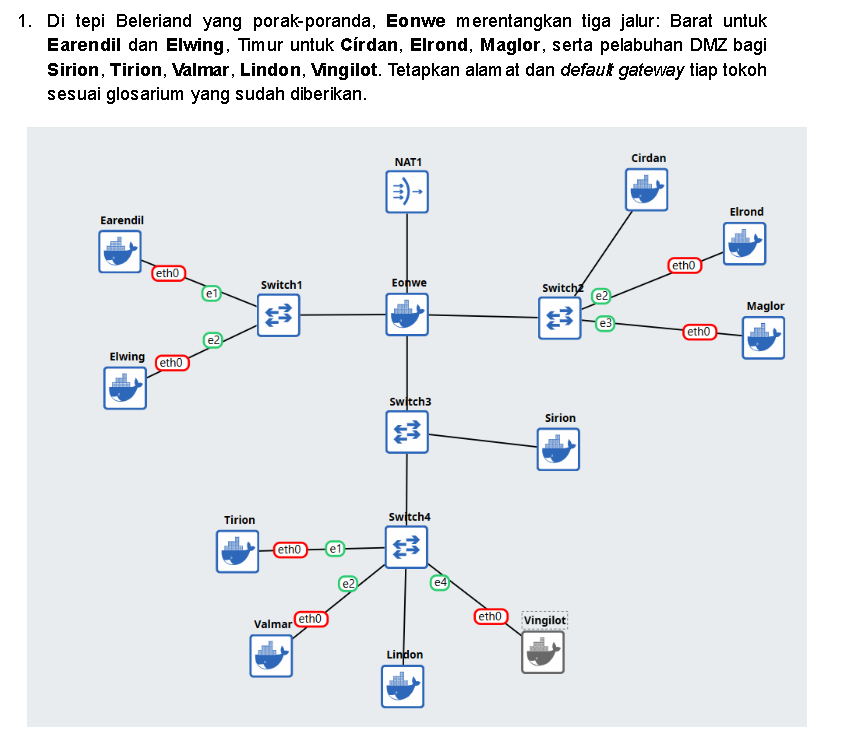 1. Di tepi Beleriand yang porak-poranda, Eonwe merentangkan tiga jalur: Barat untuk
Earendil dan Elwing, Timur untuk Círdan, Elrond, Maglor, serta pelabuhan DMZ bagi
Sirion, Tirion, Valmar, Lindon, Vingilot. Tetapkan alamat dan default gateway tiap tokoh
sesuai glosarium yang sudah diberikan.
NAT1
Cirdan
Earendil
Elrond
eth0
eth0
Switch1
Eonwe
Switch2
e1
e2
Maglor
e3
eth0
e2
Elwing
eth0
Switch3
Sirion
Switch4
Tirion
eth0
e1
e2
e4
Valmar
eth0
eth0
Vingilot
Lindon